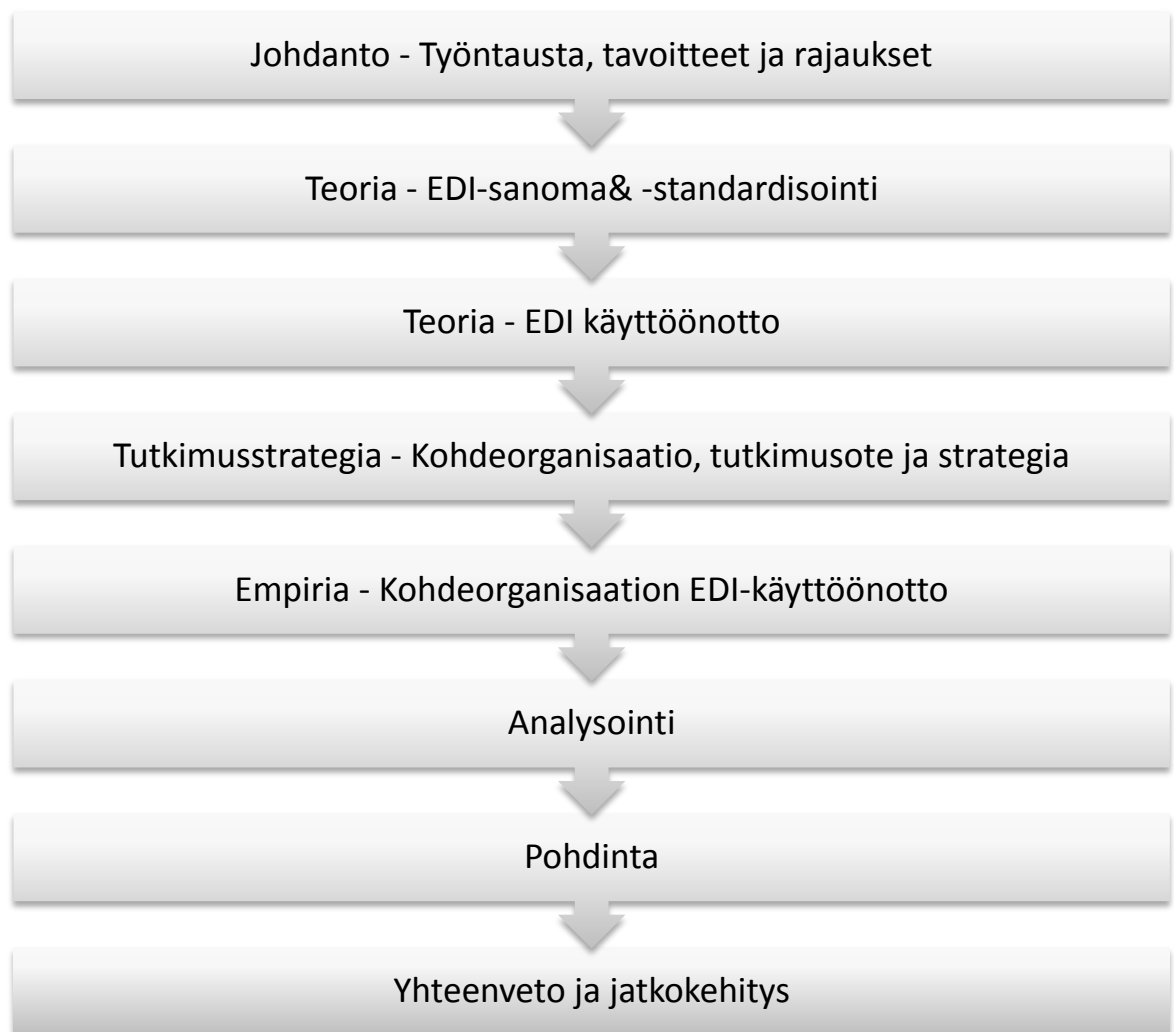 Johdanto - Työntausta, tavoitteet ja rajaukset
Teoria - EDI-sanoma& -standardisointi
Teoria - EDI käyttöönotto
Tutkimusstrategia - Kohdeorganisaatio, tutkimusote ja strategia
Empiria - Kohdeorganisaation EDI-käyttöönotto
Analysointi
Pohdinta
Yhteenveto ja jatkokehitys